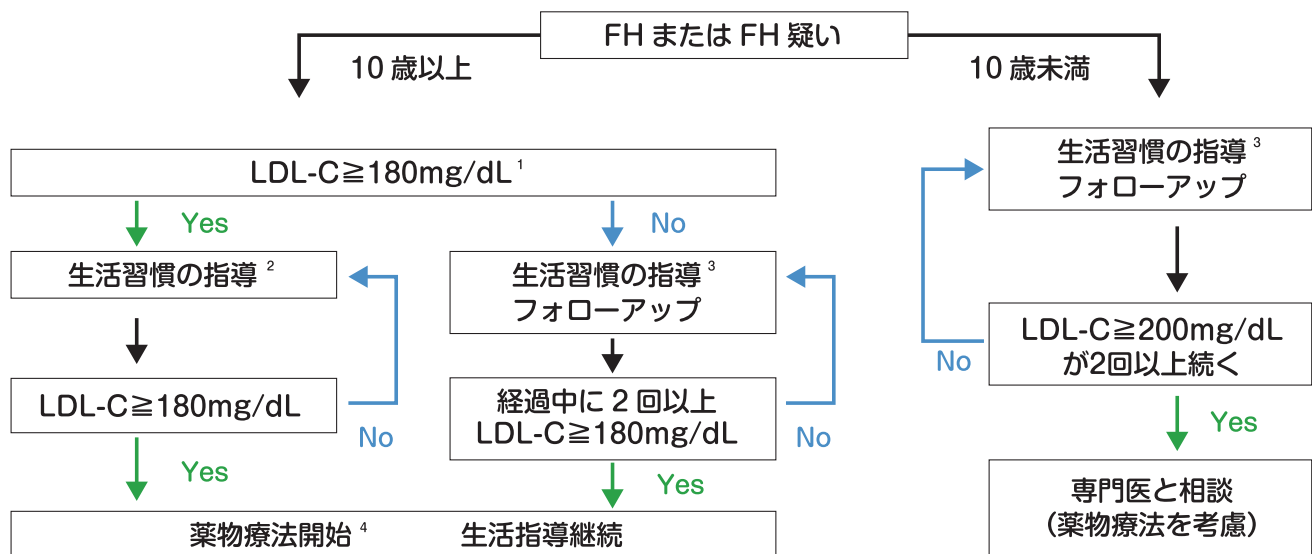 FH または FH 疑い
10 歳以上
10 歳未満
LDL-C≧180mg/dL 1
Yes
No
生活習慣の指導 2
LDL-C≧180mg/dL
No
Yes
生活習慣の指導 3
フォローアップ
経過中に 2 回以上
LDL-C≧180mg/dL
No
Yes
薬物療法開始 4 生活指導継続
生活習慣の指導 3
フォローアップ
LDL-C≧200mg/dL
が2回以上続く
No
Yes
専門医と相談
（薬物療法を考慮）